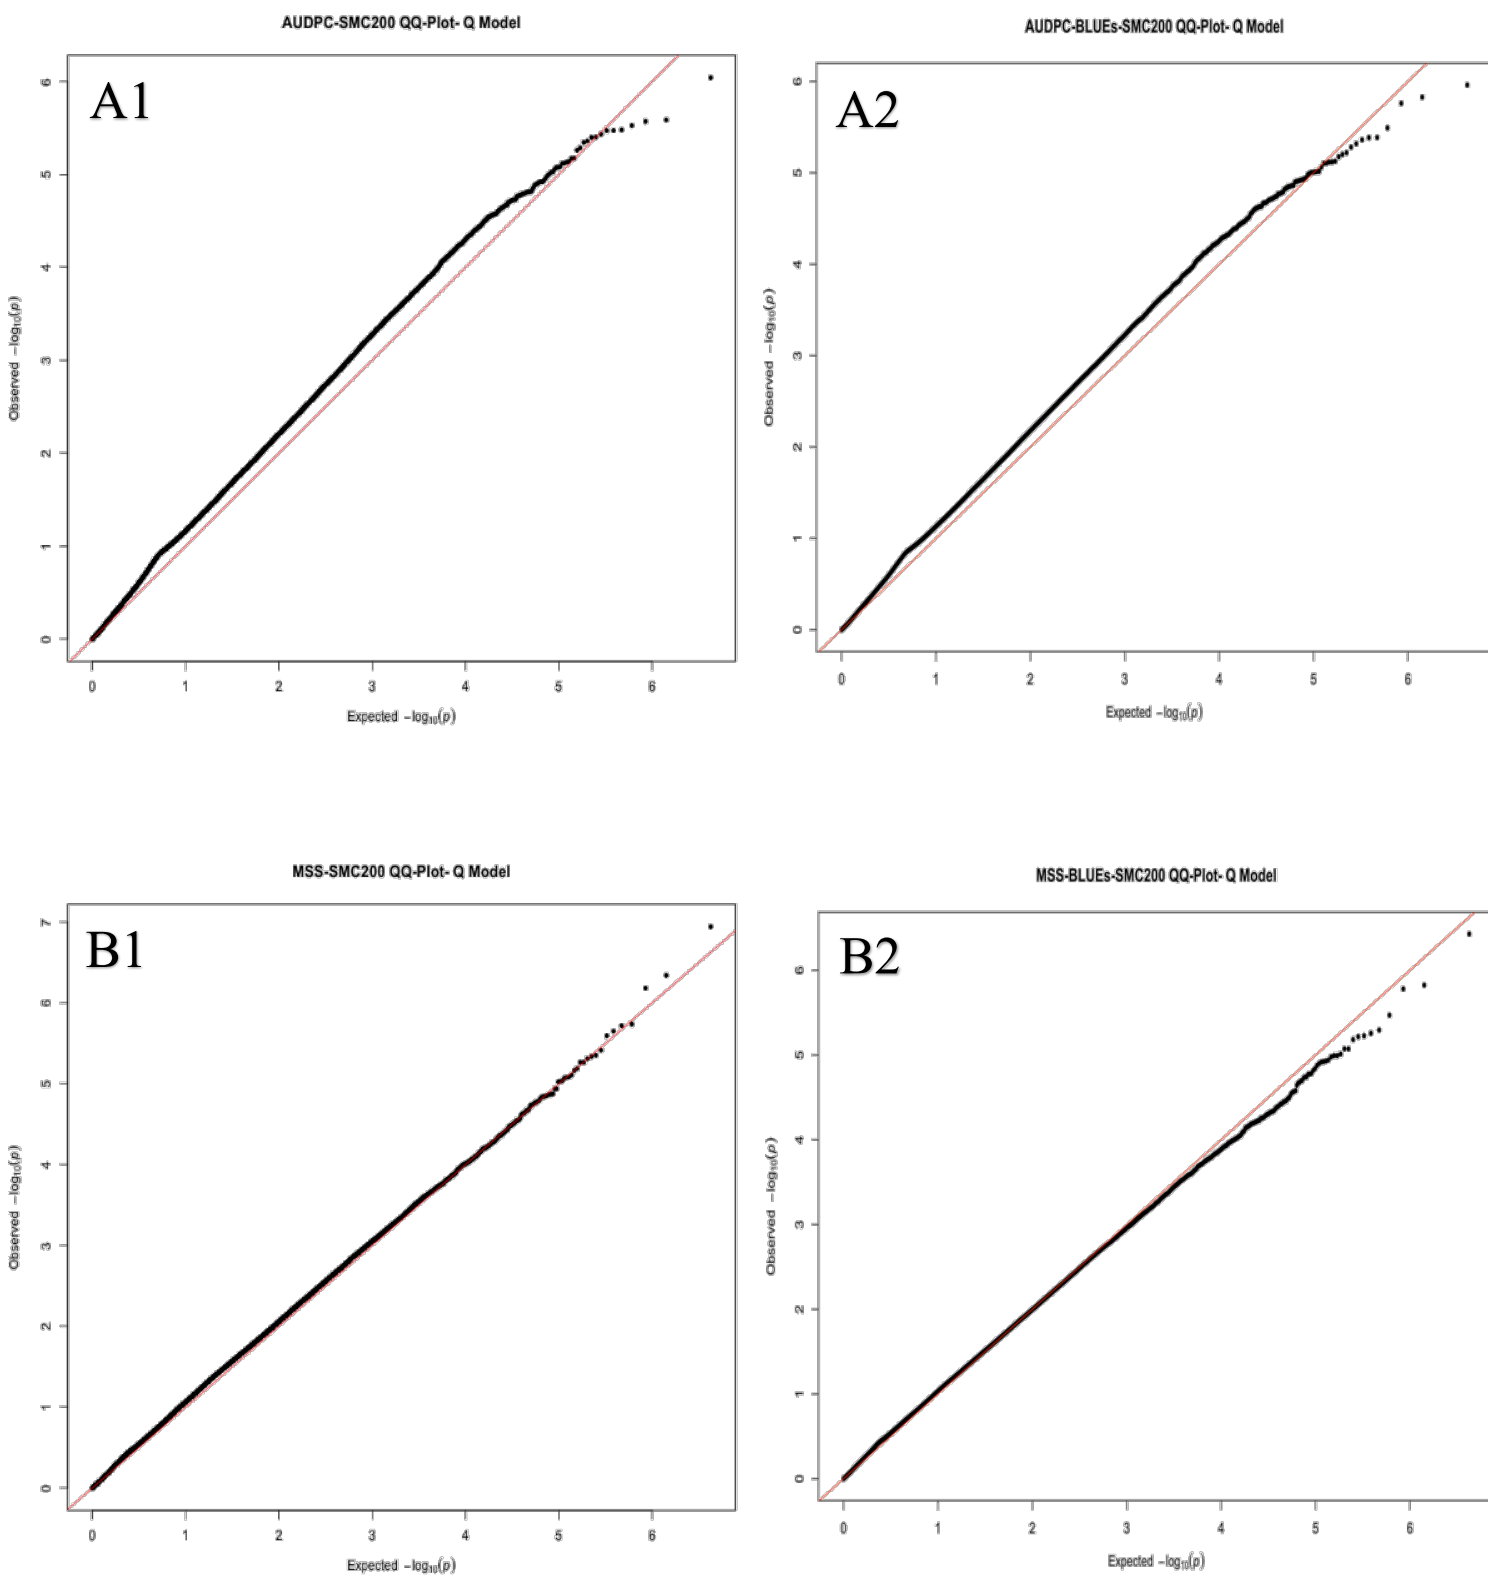 AUDPC-SMC200 QQ-Plot- Q Model
A1
6
5
4
3
2
1
0
Observed −log₁₀(p)
0 1 2 3 4 5 6
Expected −log₁₀(p)
AUDPC-BLUEs-SMC200 QQ-Plot- Q Model
A2
6
5
4
3
2
1
0
Observed −log₁₀(p)
0 1 2 3 4 5 6
Expected −log₁₀(p)
MSS-SMC200 QQ-Plot- Q Model
B1
7
6
5
4
3
2
1
0
Observed −log₁₀(p)
0 1 2 3 4 5 6
Expected −log₁₀(p)
MSS-BLUEs-SMC200 QQ-Plot- Q Model
B2
6
5
4
3
2
1
0
Observed −log₁₀(p)
0 1 2 3 4 5 6
Expected −log₁₀(p)